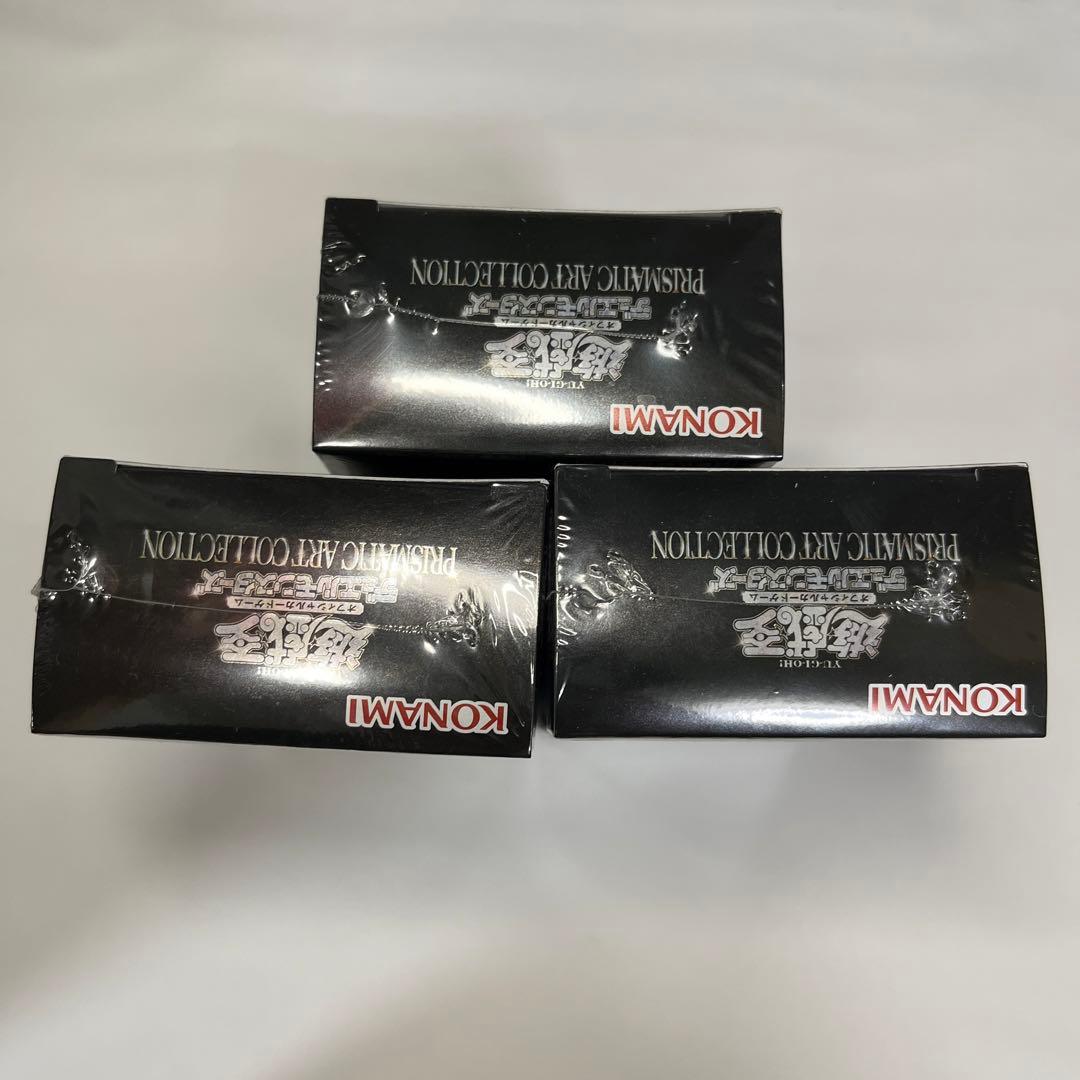 KONAMI
YU-GI-OH!
遊戯王
オフィシャルカードゲーム
デュエルモンスターズ
PRISMATIC ART COLLECTION
KONAMI
YU-GI-OH!
遊戯王
オフィシャルカードゲーム
デュエルモンスターズ
PRISMATIC ART COLLECTION
KONAMI
YU-GI-OH!
遊戯王
オフィシャルカードゲーム
デュエルモンスターズ
PRISMATIC ART COLLECTION